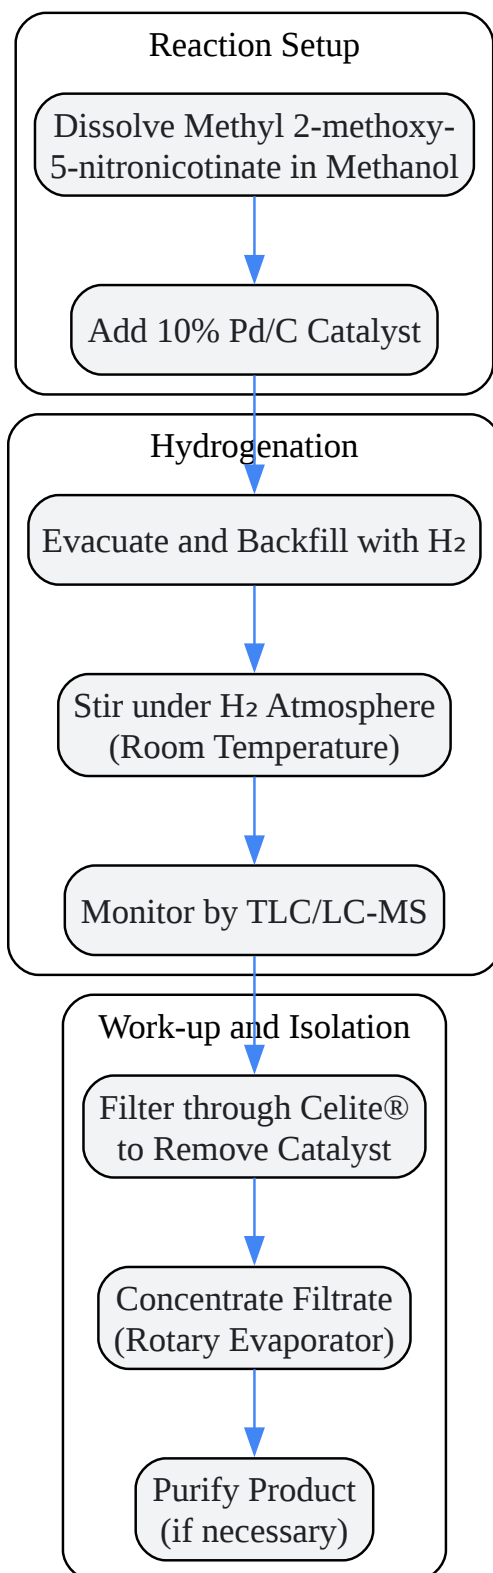 Reaction Setup
Dissolve Methyl 2-methoxy-
5-nitronicotinate in Methanol
Add 10% Pd/C Catalyst
Hydrogenation
Evacuate and Backfill with H₂
Stir under H₂ Atmosphere
(Room Temperature)
Monitor by TLC/LC-MS
Work-up and Isolation
Filter through Celite®
to Remove Catalyst
Concentrate Filtrate
(Rotary Evaporator)
Purify Product
(if necessary)